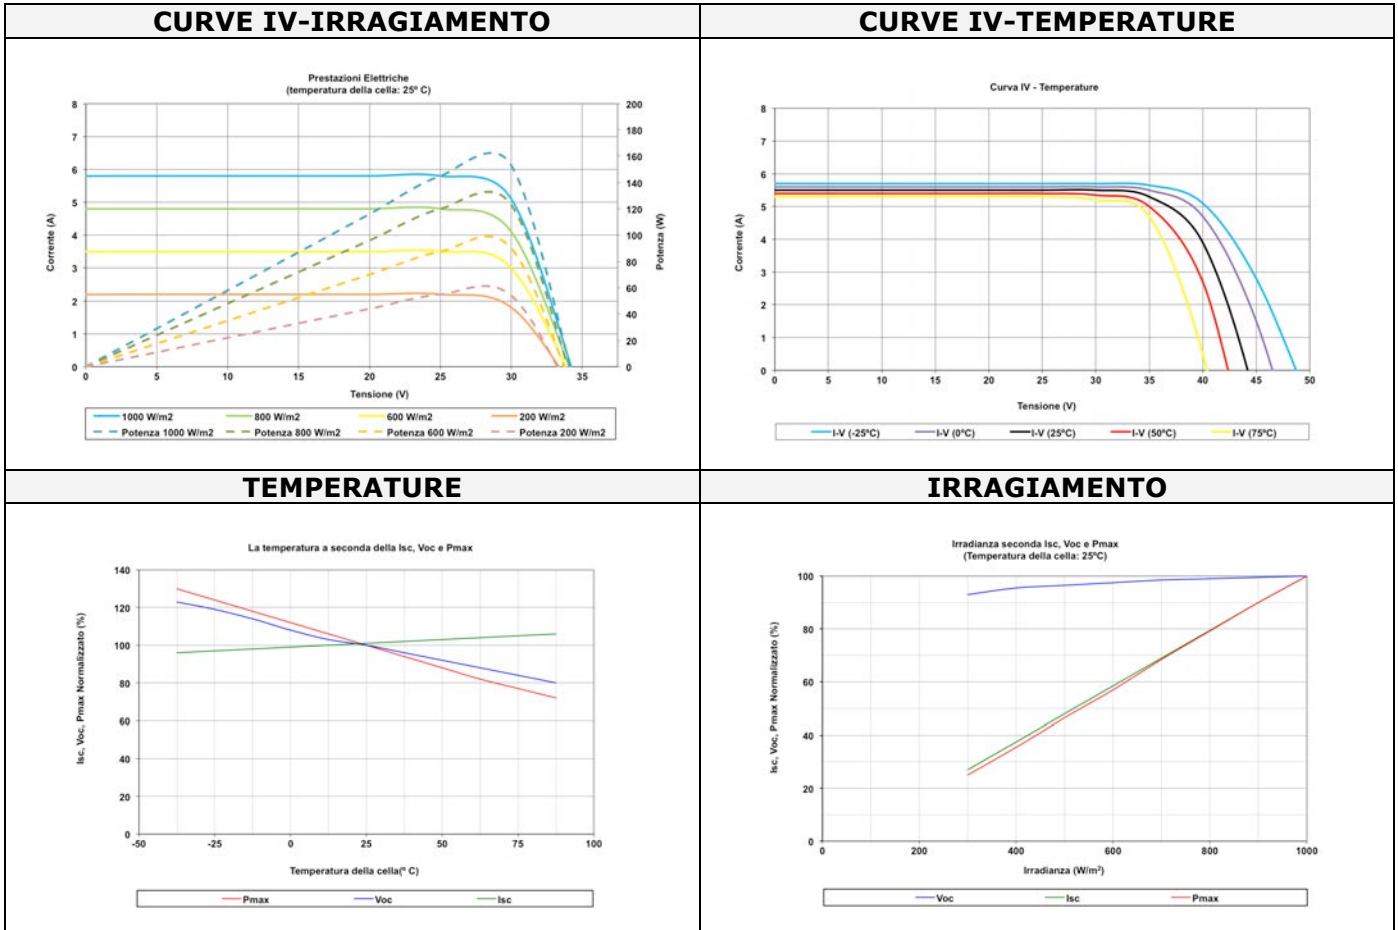 CURVE IV-IRRAGIAMENTO
Prestazioni Elettriche
(temperatura della cella: 25º C)
8
7
6
5
4
3
2
1
0
Corrente (A)
200
180
160
140
120
100
80
60
40
20
0
Potenza (W)
0 5 10 15 20 25 30 35
Tensione (V)
1000 W/m2 800 W/m2 600 W/m2 200 W/m2
Potenza 1000 W/m2 Potenza 800 W/m2 Potenza 600 W/m2 Potenza 200 W/m2
CURVE IV-TEMPERATURE
Curva IV - Temperature
8
7
6
5
4
3
2
1
0
Corrente (A)
0 5 10 15 20 25 30 35 40 45 50
Tensione (V)
I-V (-25ºC) I-V (0ºC) I-V (25ºC) I-V (50ºC) I-V (75ºC)
TEMPERATURE
La temperatura a seconda della Isc, Voc e Pmax
140
120
100
80
60
40
20
0
Isc, Voc, Pmax Normalizzato (%)
-50 -25 0 25 50 75 100
Temperatura della cella(º C)
Pmax Voc Isc
IRRAGIAMENTO
Irradianza seconda Isc, Voc e Pmax
(Temperatura della cella: 25ºC)
100
80
60
40
20
0
Isc, Voc, Pmax Normalizzato (%)
0 200 400 600 800 1000
Irradianza (W/m²)
Voc Isc Pmax